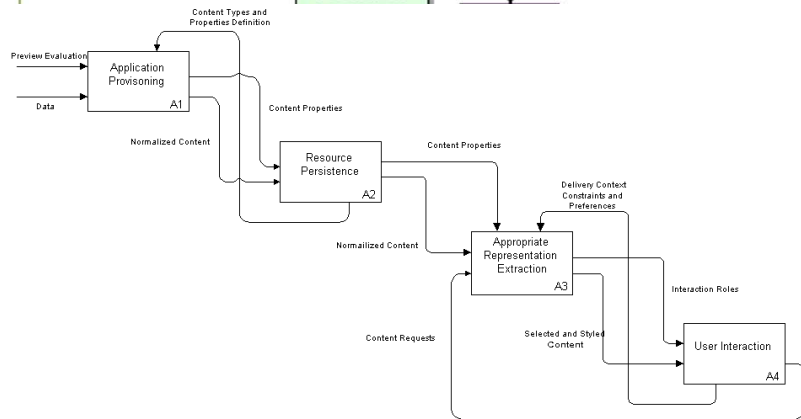 Content Types and
Properties Definition
Preview Evaluation
Application
Provisoning
A1
Data
Content Properties
Normalized Content
Resource
Persistence
A2
Content Properties
Delivery Context
Constraints and
Preferences
Normailized Content
Appropriate
Representation
Extraction
A3
Interaction Roles
Content Requests
Selected and Styled
Content
User Interaction
A4